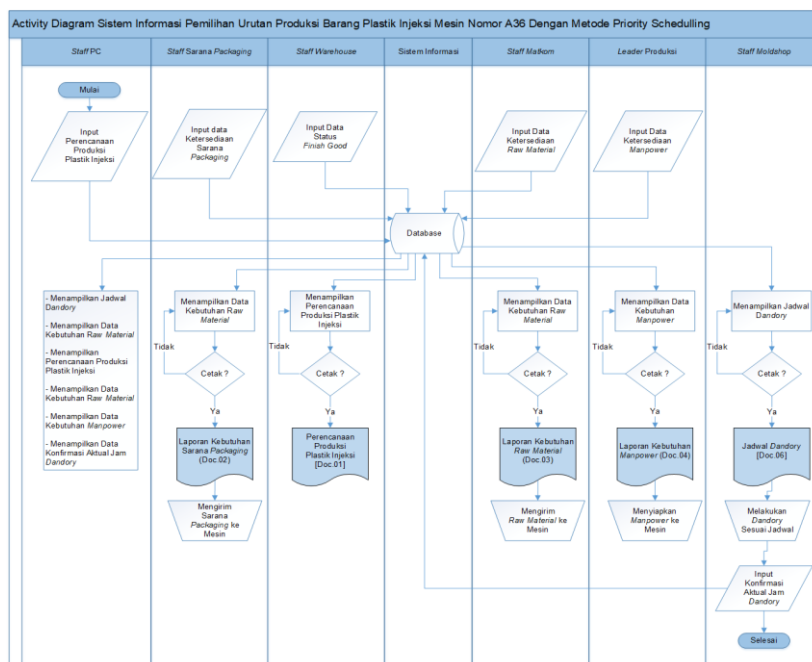 Activity Diagram Sistem Informasi Pemilihan Urutan Produksi Barang Plastik Injeksi Mesin Nomor A36 Dengan Metode Priority Schedulling
Staff PC
Staff Sarana Packaging
Staff Warehouse
Sistem Informasi
Staff Matkom
Leader Produksi
Staff Moldshop
Mulai
Input
Perencanaan
Produksi
Plastik Injeksi
Input data
Ketersediaan
Sarana
Packaging
Input Data
Status
Finish Good
Input Data
Ketersediaan
Raw Material
Input Data
Ketersediaan
Manpower
Database
- Menampilkan Jadwal
Dandory
- Menampilkan Data
Kebutuhan Raw Material
- Menampilkan
Perencanaan Produksi
Plastik Injeksi
- Menampilkan Data
Kebutuhan Raw Material
- Menampilkan Data
Kebutuhan Manpower
- Menampilkan Data
Konfirmasi Aktual Jam
Dandory
Menampilkan Data
Kebutuhan Raw
Material
Menampilkan
Perencanaan
Produksi Plastik
Injeksi
Menampilkan Data
Kebutuhan Raw
Material
Menampilkan Data
Kebutuhan
Manpower
Menampilkan Jadwal
Dandory
Tidak
Tidak
Tidak
Tidak
Tidak
Cetak ?
Cetak ?
Cetak ?
Cetak ?
Cetak ?
Ya
Ya
Ya
Ya
Ya
Laporan Kebutuhan
Sarana Packaging
(Doc.02)
Perencanaan
Produksi
Plastik Injeksi
[Doc.01]
Laporan Kebutuhan
Raw Material
(Doc.03)
Laporan Kebutuhan
Manpower (Doc.04)
Jadwal Dandory
[Doc.06]
Mengirim
Sarana
Packaging ke
Mesin
Mengirim
Raw Material ke
Mesin
Menyiapkan
Manpower ke
Mesin
Melakukan
Dandory
Sesuai Jadwal
Input
Konfirmasi
Aktual Jam
Dandory
Selesai